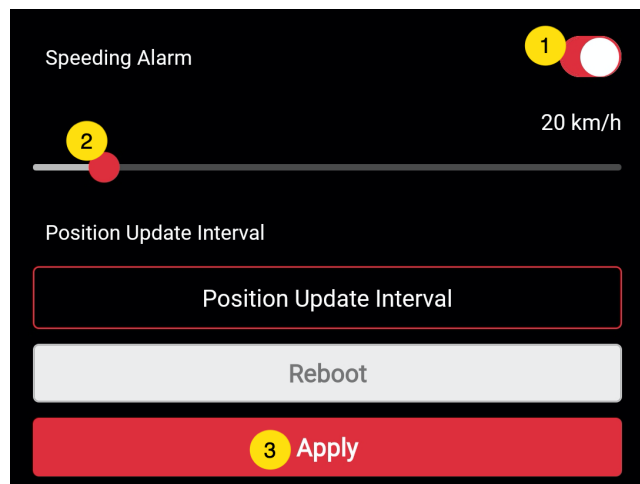 Speeding Alarm
1
20 km/h
2
Position Update Interval
Position Update Interval
Reboot
3 Apply